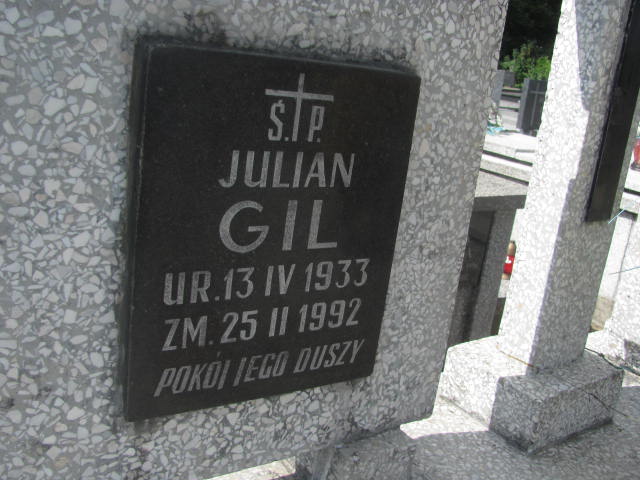 Ś.P.
JULIAN
GIL
UR. 13 IV 1933
ZM. 25 II 1992
POKÓJ JEGO DUSZY